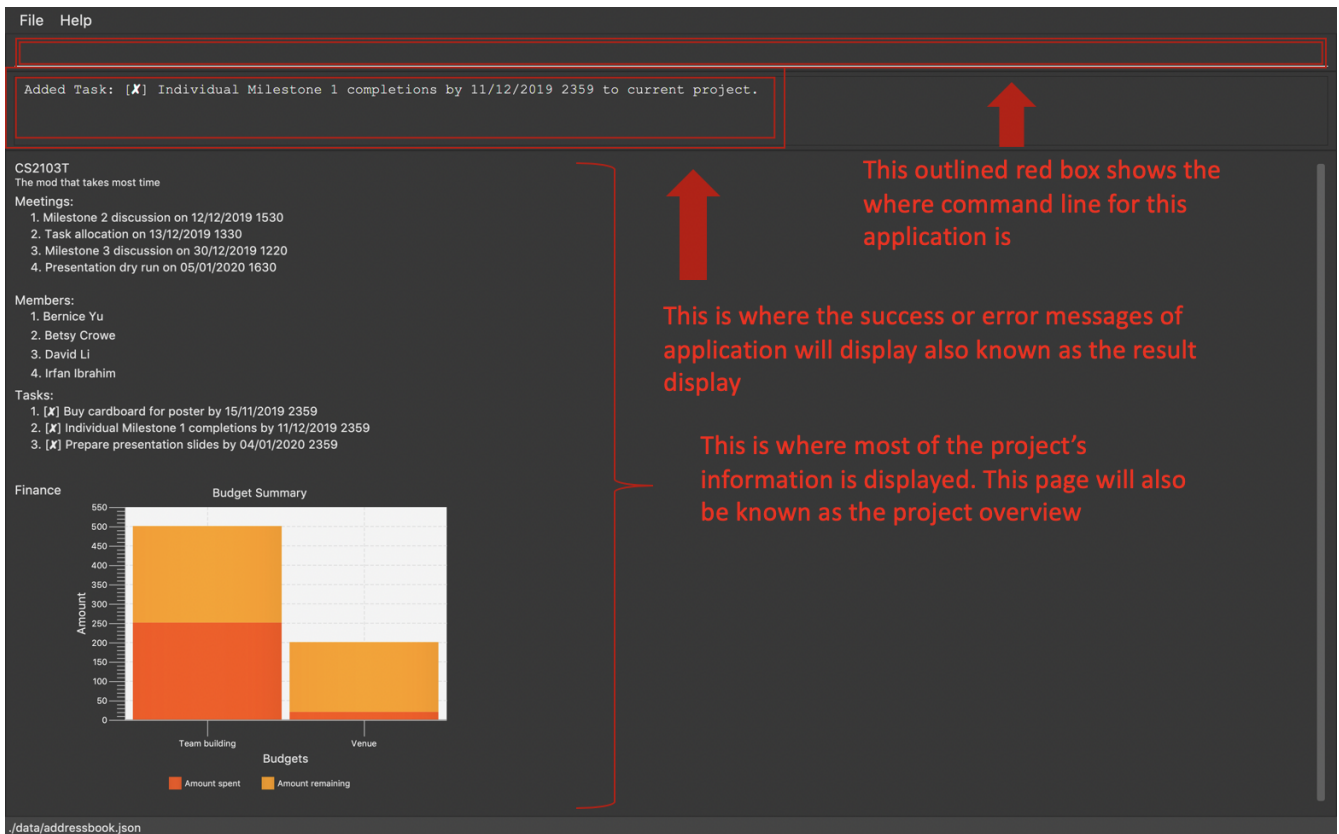 File Help
Added Task: [✘] Individual Milestone 1 completions by 11/12/2019 2359 to current project.
This outlined red box shows the
where command line for this
application is
This is where the success or error messages of
application will display also known as the result
display
This is where most of the project’s
information is displayed. This page will also
be known as the project overview
CS2103T
The mod that takes most time
Meetings:
1. Milestone 2 discussion on 12/12/2019 1530
2. Task allocation on 13/12/2019 1330
3. Milestone 3 discussion on 30/12/2019 1220
4. Presentation dry run on 05/01/2020 1630
Members:
1. Bernice Yu
2. Betsy Crowe
3. David Li
4. Irfan Ibrahim
Tasks:
1. [✘] Buy cardboard for poster by 15/11/2019 2359
2. [✘] Individual Milestone 1 completions by 11/12/2019 2359
3. [✘] Prepare presentation slides by 04/01/2020 2359
Finance
Budget Summary
550
500
450
400
350
300
250
200
150
100
50
0
Amount
Team building
Venue
Budgets
Amount spent
Amount remaining
./data/addressbook.json